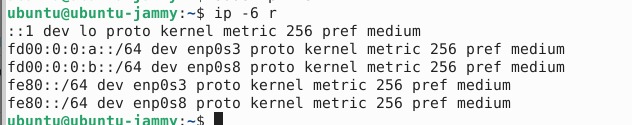 ubuntu@ubuntu-jammy:~$ ip -6 r
::1 dev lo proto kernel metric 256 pref medium
fd00:0:0:a::/64 dev enp0s3 proto kernel metric 256 pref medium
fd00:0:0:b::/64 dev enp0s8 proto kernel metric 256 pref medium
fe80::/64 dev enp0s3 proto kernel metric 256 pref medium
fe80::/64 dev enp0s8 proto kernel metric 256 pref medium
ubuntu@ubuntu-jammy:~$